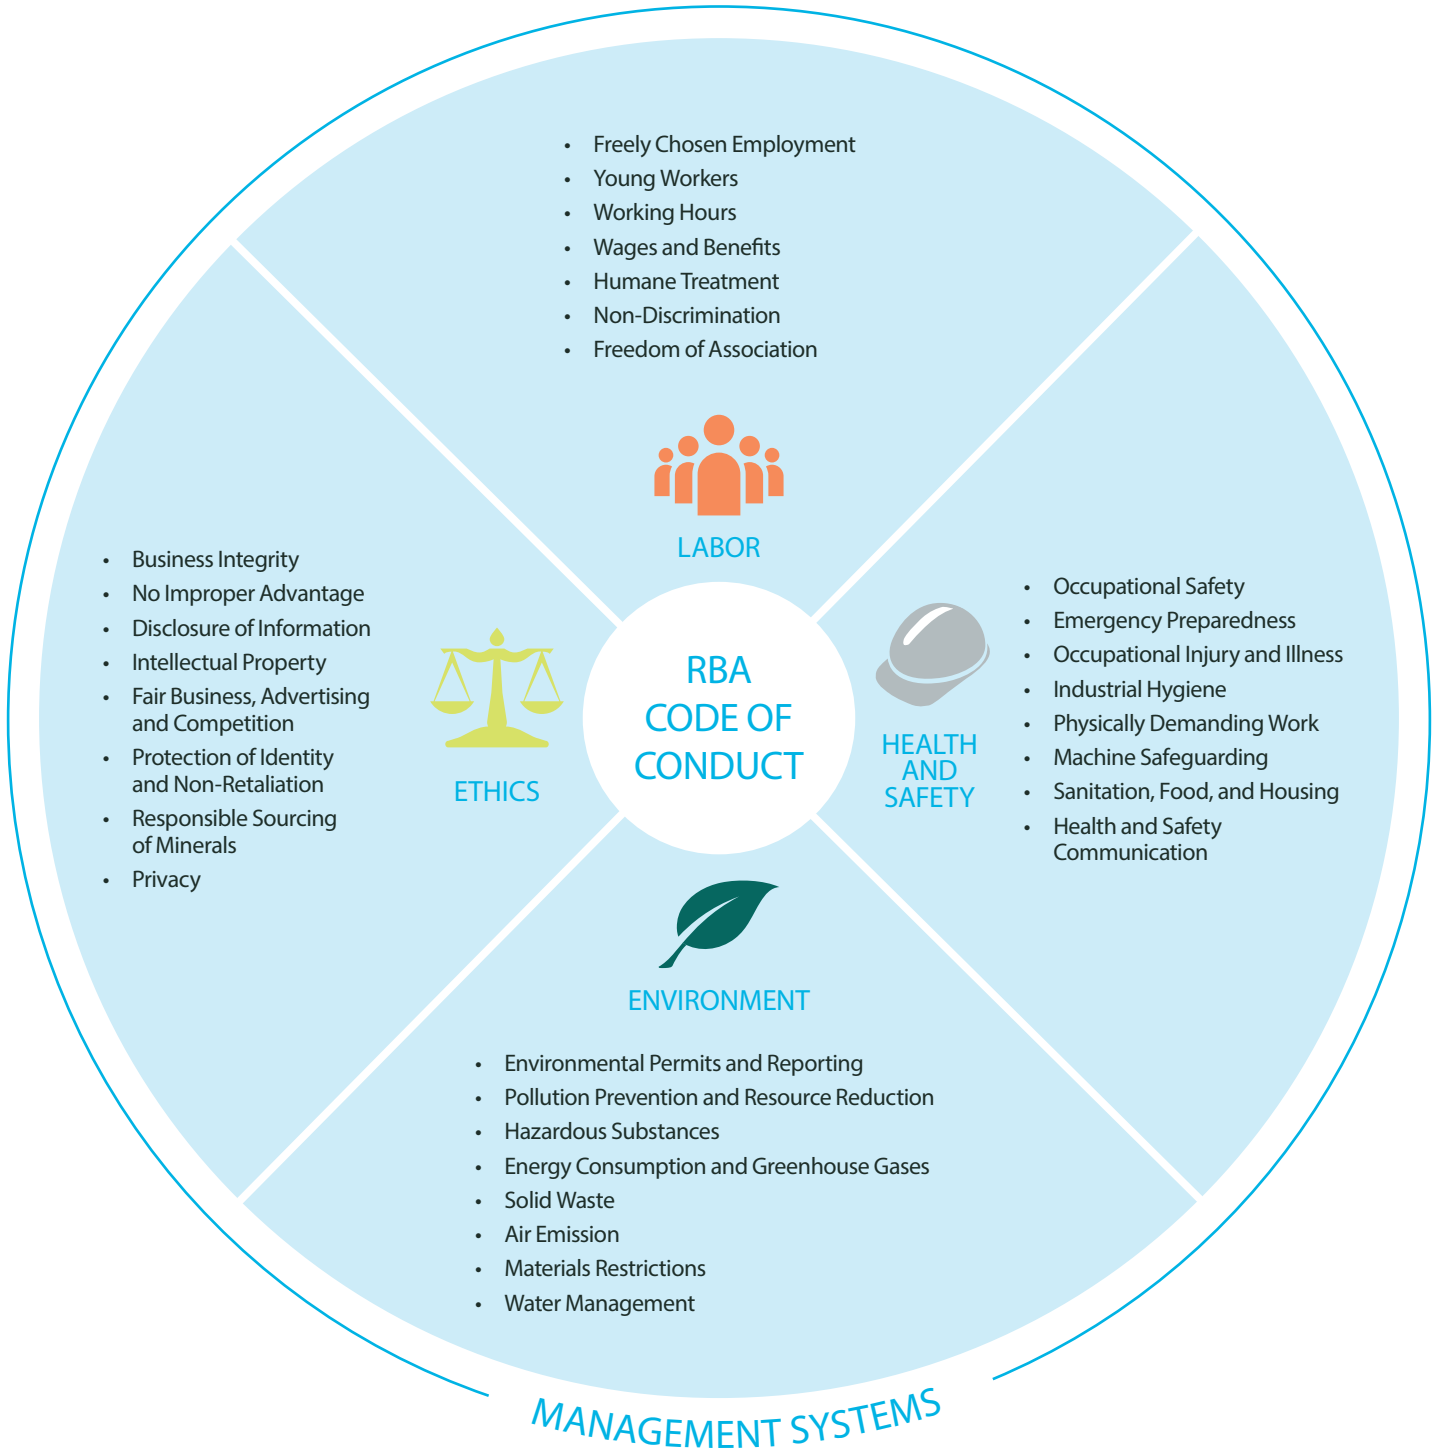 • Freely Chosen Employment
• Young Workers
• Working Hours
• Wages and Benefits
• Humane Treatment
• Non-Discrimination
• Freedom of Association
LABOR
• Business Integrity
• No Improper Advantage
• Disclosure of Information
• Intellectual Property
• Fair Business, Advertising
and Competition
• Protection of Identity
and Non-Retaliation
• Responsible Sourcing
of Minerals
• Privacy
ETHICS
RBA
CODE OF
CONDUCT
HEALTH
AND
SAFETY
• Occupational Safety
• Emergency Preparedness
• Occupational Injury and Illness
• Industrial Hygiene
• Physically Demanding Work
• Machine Safeguarding
• Sanitation, Food, and Housing
• Health and Safety
Communication
ENVIRONMENT
• Environmental Permits and Reporting
• Pollution Prevention and Resource Reduction
• Hazardous Substances
• Energy Consumption and Greenhouse Gases
• Solid Waste
• Air Emission
• Materials Restrictions
• Water Management
MANAGEMENT SYSTEMS